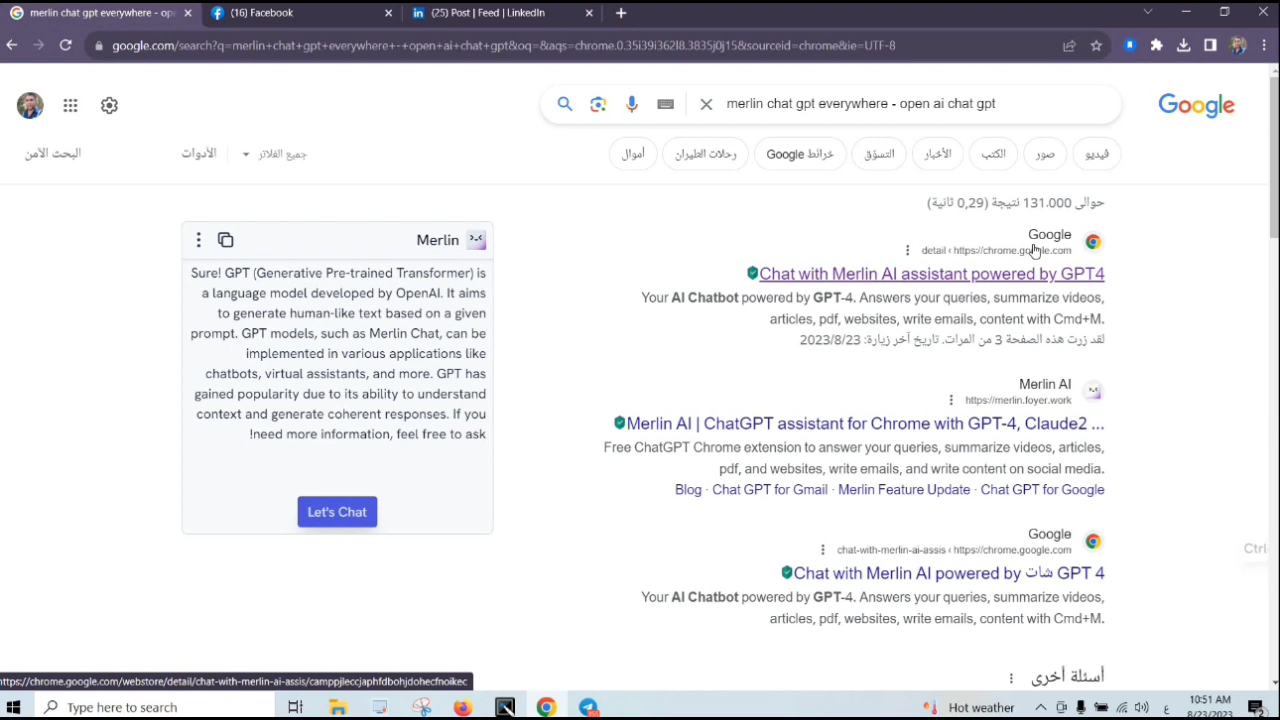 merlin chat gpt everywhere - open ai
(16) Facebook
(25) Post | Feed | LinkedIn
google.com/search?q=merlin+chat+gpt+everywhere+-+open+ai+chat+gpt&oq=&aqs=chrome.0.35i39i362l8.3835j0j15&sourceid=chrome&ie=UTF-8
merlin chat gpt everywhere - open ai chat gpt
Google
فيديو
صور
الكتب
الأخبار
التسوّق
خرائط Google
رحلات الطيران
أموال
جميع الفلاتر
الأدوات
البحث الآمن
حوالى 131.000 نتيجة (0,29 ثانية)
Google
detail ‹ https://chrome.google.com
Chat with Merlin AI assistant powered by GPT4
Your AI Chatbot powered by GPT-4. Answers your queries, summarize videos,
articles, pdf, websites, write emails, content with Cmd+M.
لقد زرت هذه الصفحة 3 من المرات. تاريخ آخر زيارة: 2023/8/23
Merlin AI
https://merlin.foyer.work
Merlin AI | ChatGPT assistant for Chrome with GPT-4, Claude2 ...
Free ChatGPT Chrome extension to answer your queries, summarize videos, articles,
pdf, and websites, write emails, and write content on social media.
Blog · Chat GPT for Gmail · Merlin Feature Update · Chat GPT for Google
Google
chat-with-merlin-ai-assis ‹ https://chrome.google.com
Chat with Merlin AI powered by شات GPT 4
Your AI Chatbot powered by GPT-4. Answers your queries, summarize videos,
articles, pdf, websites, write emails, content with Cmd+M.
أسئلة أخرى
Merlin
Sure! GPT (Generative Pre-trained Transformer) is
a language model developed by OpenAI. It aims
to generate human-like text based on a given
prompt. GPT models, such as Merlin Chat, can be
implemented in various applications like
chatbots, virtual assistants, and more. GPT has
gained popularity due to its ability to understand
context and generate coherent responses. If you
!need more information, feel free to ask
Let's Chat
Ctrl
https://chrome.google.com/webstore/detail/chat-with-merlin-ai-assis/camppjleccjaphfdbohjdohecfnoikec
Type here to search
Hot weather
ع
10:51 AM
8/23/2023